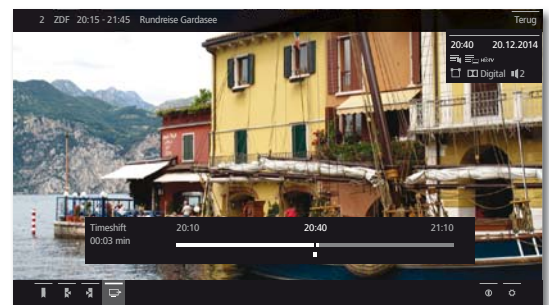 2 ZDF 20:15 - 21:45 Rundreise Gardasee Terug
20:40 20.12.2014
HDTV
Digital 2
Timeshift 20:10 20:40 21:10
00:03 min